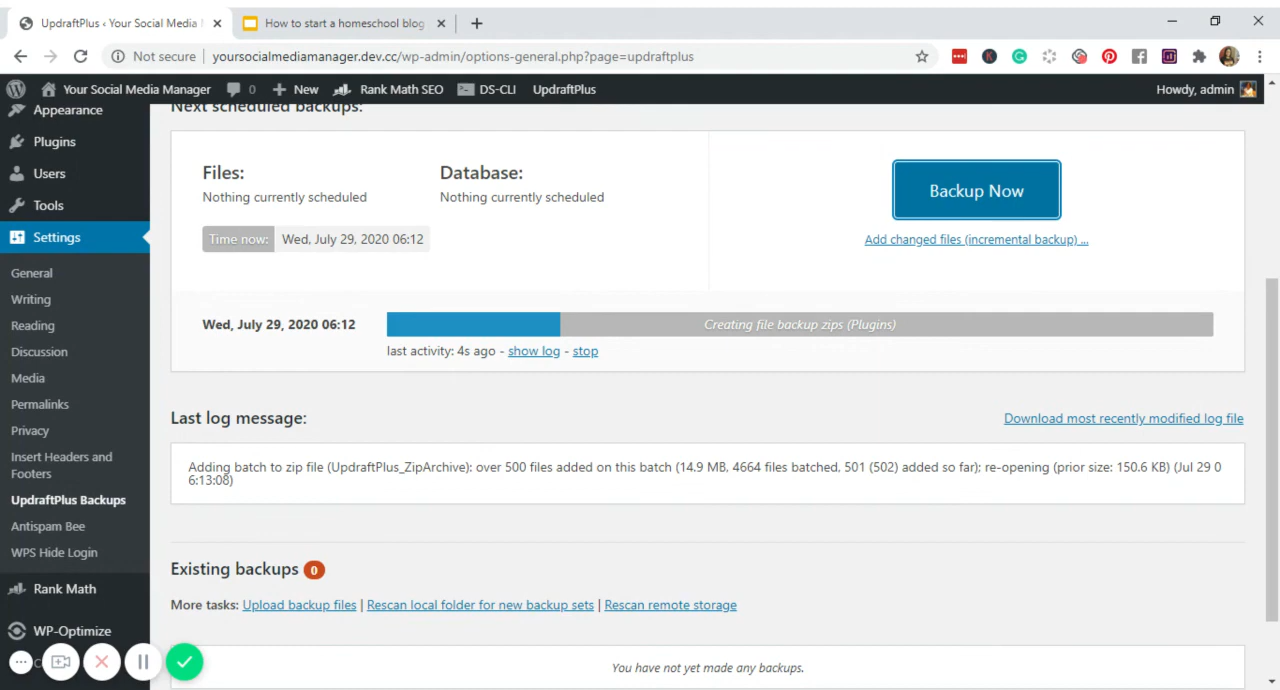 UpdraftPlus ‹ Your Social Media
How to start a homeschool blog
Not secure
yoursocialmediamanager.dev.cc/wp-admin/options-general.php?page=updraftplus
Your Social Media Manager 0 New Rank Math SEO DS-CLI UpdraftPlus Howdy, admin
Appearance
Plugins
Users
Tools
Settings
General
Writing
Reading
Discussion
Media
Permalinks
Privacy
Insert Headers and
Footers
UpdraftPlus Backups
Antispam Bee
WPS Hide Login
Rank Math
WP-Optimize
Next scheduled backups:
Files:
Nothing currently scheduled
Database:
Nothing currently scheduled
Time now: Wed, July 29, 2020 06:12
Backup Now
Add changed files (incremental backup) ...
Wed, July 29, 2020 06:12
Creating file backup zips (Plugins)
last activity: 4s ago - show log - stop
Last log message:
Download most recently modified log file
Adding batch to zip file (UpdraftPlus_ZipArchive): over 500 files added on this batch (14.9 MB, 4664 files batched, 501 (502) added so far); re-opening (prior size: 150.6 KB) (Jul 29 0
6:13:08)
Existing backups 0
More tasks: Upload backup files | Rescan local folder for new backup sets | Rescan remote storage
You have not yet made any backups.